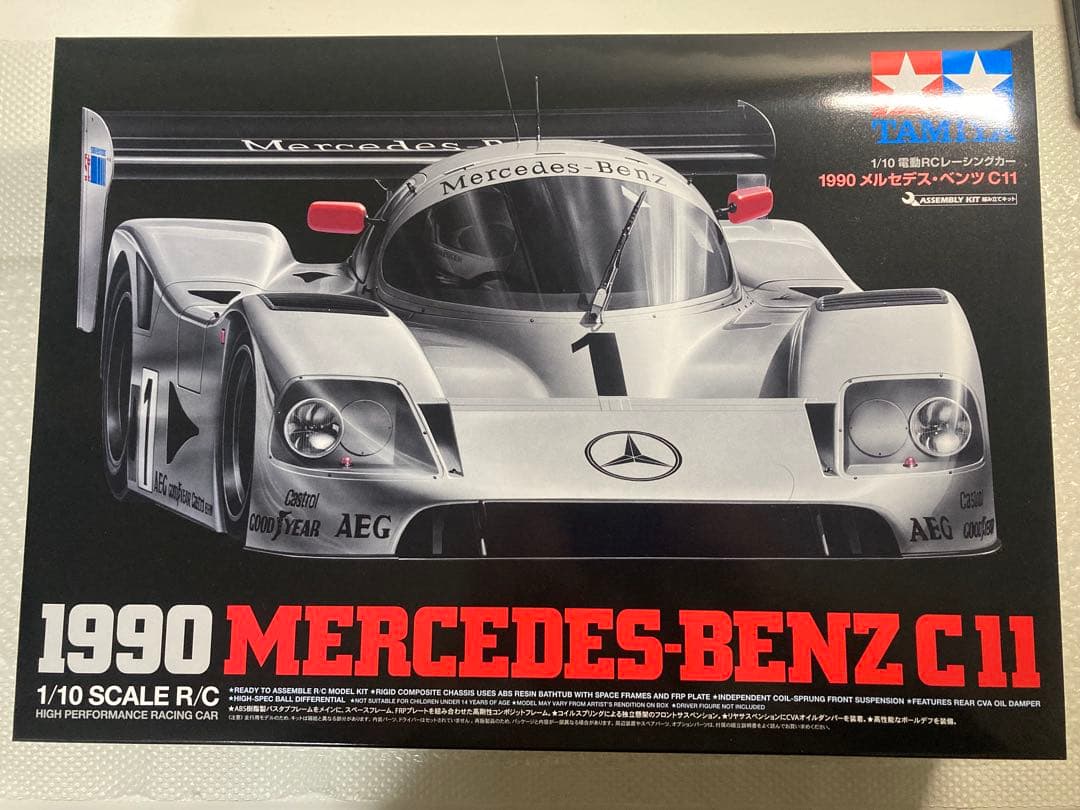 TAMIYA
1/10 電動RCレーシングカー
1990 メルセデス・ベンツ C11
ASSEMBLY KIT 組み立てキット
Mercedes-Benz
Mercedes-Benz
1
1
AEG GOODYEAR Castrol
Castrol
GOODYEAR AEG
Castrol
AEG GOODYEAR
1990 MERCEDES-BENZ C11
1/10 SCALE R/C
HIGH PERFORMANCE RACING CAR
★READY TO ASSEMBLE R/C MODEL KIT ★RIGID COMPOSITE CHASSIS USES ABS RESIN BATHTUB WITH SPACE FRAMES AND FRP PLATE ★INDEPENDENT COIL-SPRUNG FRONT SUSPENSION ★FEATURES REAR CVA OIL DAMPER
★HIGH-SPEC BALL DIFFERENTIAL ★NOT SUITABLE FOR CHILDREN UNDER 14 YEARS OF AGE ★MODEL MAY VARY FROM ARTIST'S RENDITION ON BOX ★DRIVER FIGURE NOT INCLUDED
★ABS樹脂製バスタブフレームをメインに、スペースフレーム、FRPプレートを組み合わせた高剛性コンポジットフレーム。★コイルスプリングによる独立懸架のフロントサスペンション。★リヤサスペンションにCVAオイルダンパーを装着。★高性能なボールデフを装備。